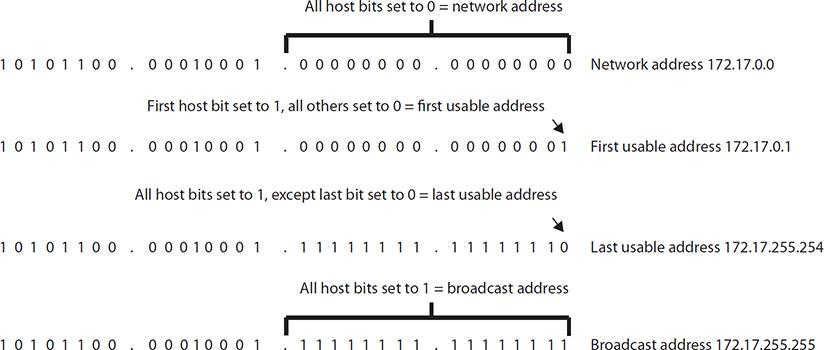 All host bits set to 0 = network address
1 0 1 0 1 1 0 0 . 0 0 0 1 0 0 0 1 . 0 0 0 0 0 0 0 0 . 0 0 0 0 0 0 0 0 Network address 172.17.0.0
First host bit set to 1, all others set to 0 = first usable address
1 0 1 0 1 1 0 0 . 0 0 0 1 0 0 0 1 . 0 0 0 0 0 0 0 0 . 0 0 0 0 0 0 0 1 First usable address 172.17.0.1
All host bits set to 1, except last bit set to 0 = last usable address
1 0 1 0 1 1 0 0 . 0 0 0 1 0 0 0 1 . 1 1 1 1 1 1 1 1 . 1 1 1 1 1 1 1 0 Last usable address 172.17.255.254
All host bits set to 1 = broadcast address
1 0 1 0 1 1 0 0 . 0 0 0 1 0 0 0 1 . 1 1 1 1 1 1 1 1 . 1 1 1 1 1 1 1 1 Broadcast address 172.17.255.255